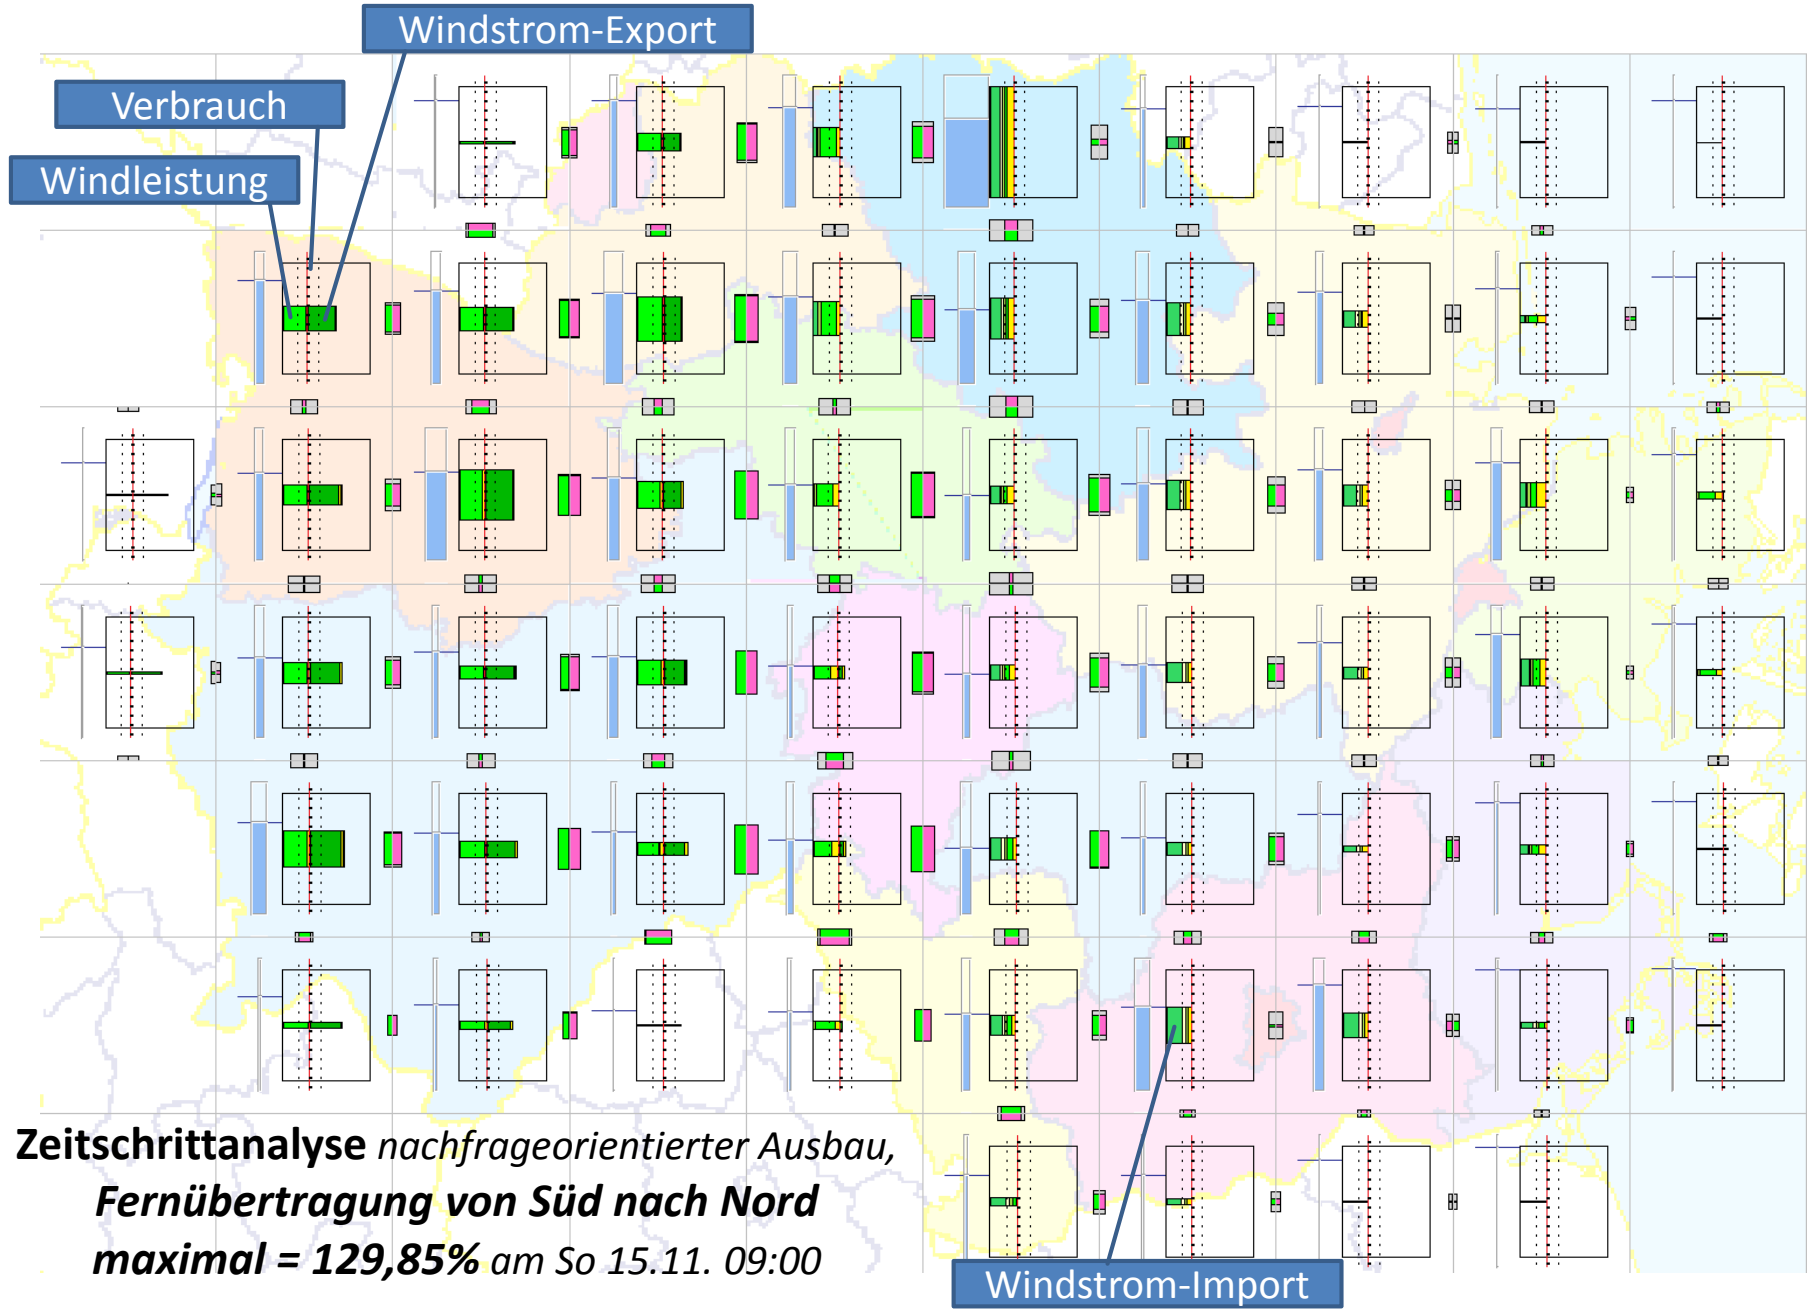 Windstrom-Export
Verbrauch
Windleistung
Zeitschrittanalyse nachfrageorientierter Ausbau,
Fernübertragung von Süd nach Nord
maximal = 129,85% am So 15.11. 09:00
Windstrom-Import